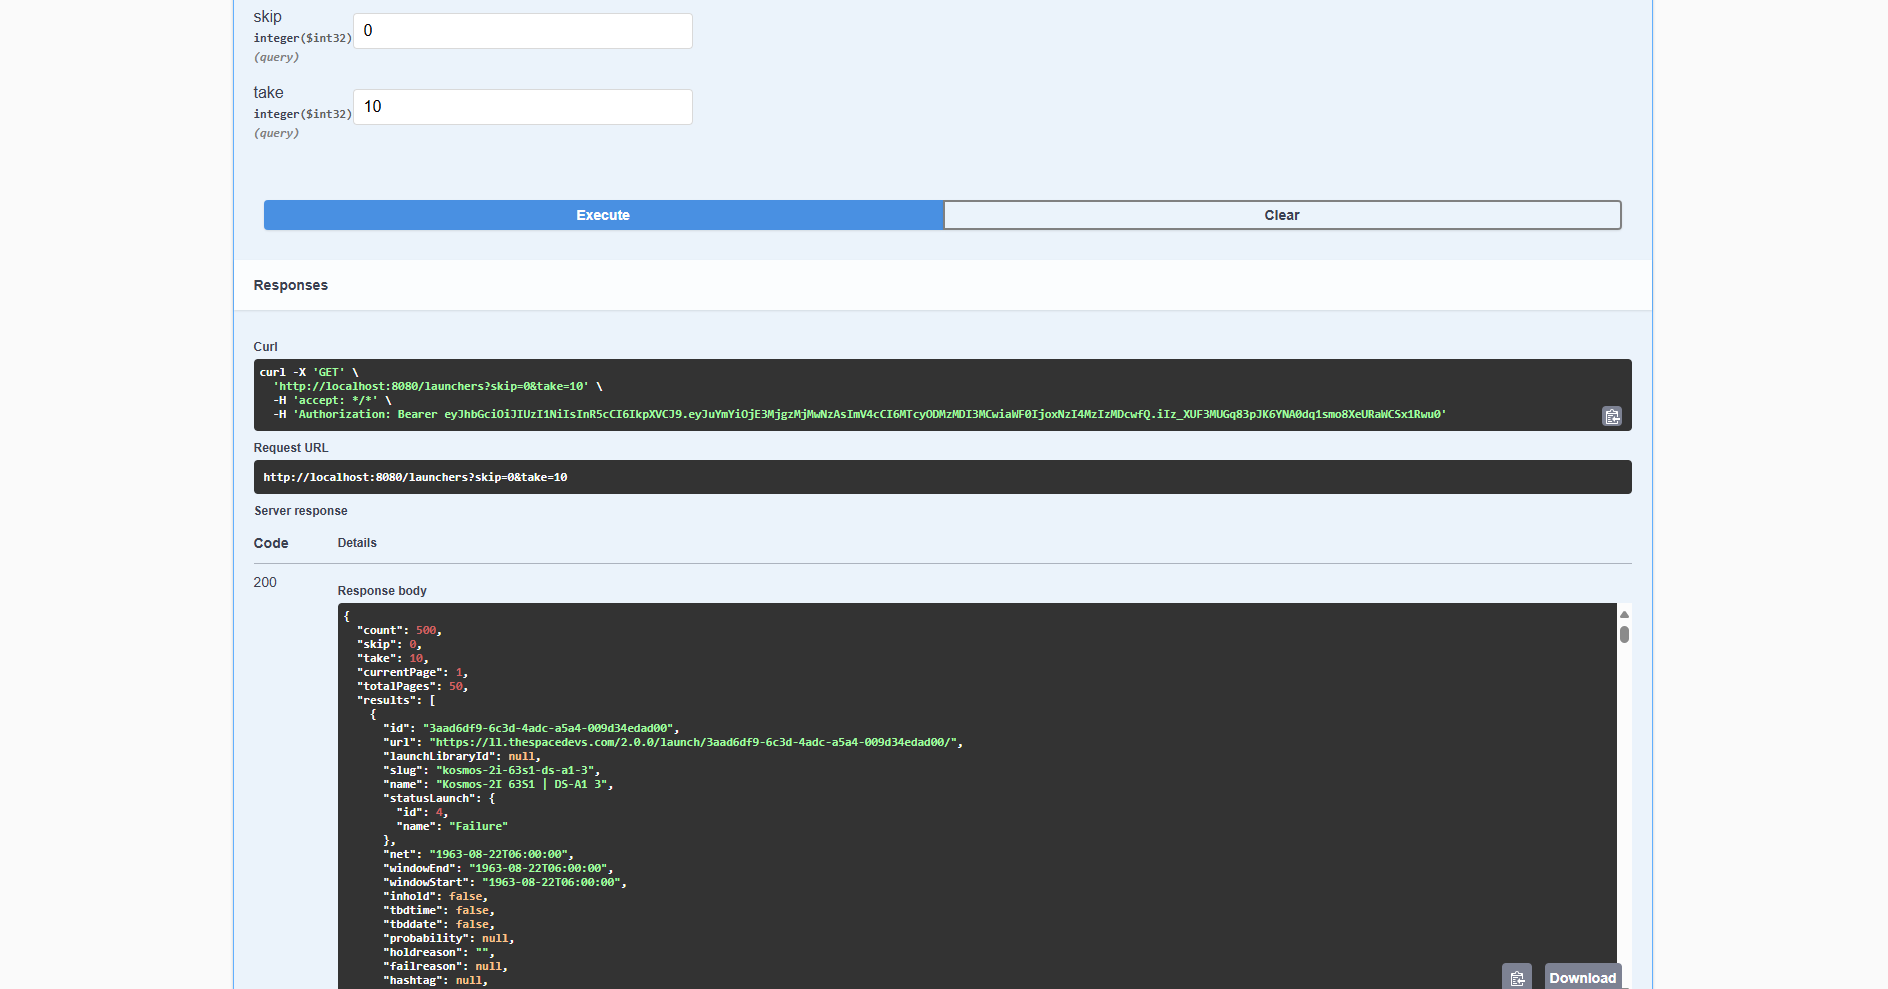 skip
integer($int32)
0
(query)
take
integer($int32)
10
(query)
Execute
Clear
Responses
Curl
curl -X 'GET' \
'http://localhost:8080/launchers?skip=0&take=10' \
-H 'accept: */*' \
-H 'Authorization: Bearer eyJhbGciOiJIUzI1NiIsInR5cCI6IkpXVCJ9.eyJuYmYiOjE3MjgzMjMwNzAsImV4cCI6MTcyODMzMDI3MCwiaWF0IjoxNzI4MzIzMDcwfQ.iIz_XUF3MUGq83pJK6YNA0dq1smo8XeURaWCSx1Rwu0'
Request URL
http://localhost:8080/launchers?skip=0&take=10
Server response
Code
Details
200
Response body
{
"count": 500,
"skip": 0,
"take": 10,
"currentPage": 1,
"totalPages": 50,
"results": [
{
"id": "3aad6df9-6c3d-4adc-a5a4-009d34edad00",
"url": "https://ll.thespacedevs.com/2.0.0/launch/3aad6df9-6c3d-4adc-a5a4-009d34edad00/",
"launchLibraryId": null,
"slug": "kosmos-2i-63s1-ds-a1-3",
"name": "Kosmos-2I 63S1 | DS-A1 3",
"statusLaunch": {
"id": 4,
"name": "Failure"
},
"net": "1963-08-22T06:00:00",
"windowEnd": "1963-08-22T06:00:00",
"windowStart": "1963-08-22T06:00:00",
"inhold": false,
"tbdtime": false,
"tbddate": false,
"probability": null,
"holdreason": "",
"failreason": null,
"hashtag": null,
Download